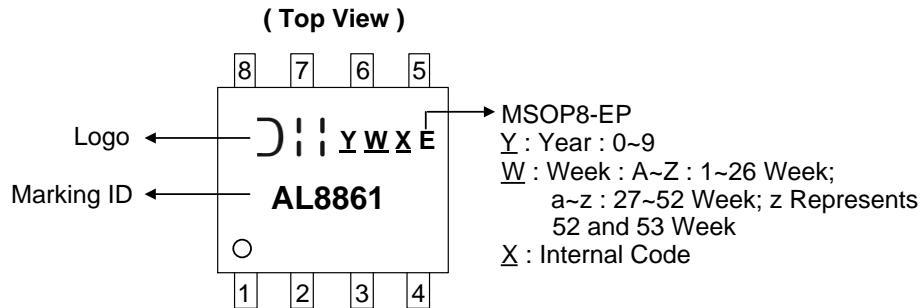 ( Top View )
8 7 6 5
Logo
Y W X E
MSOP8-EP
Y : Year : 0~9
W : Week : A~Z : 1~26 Week;
a~z : 27~52 Week; z Represents
52 and 53 Week
X : Internal Code
Marking ID
AL8861
1 2 3 4